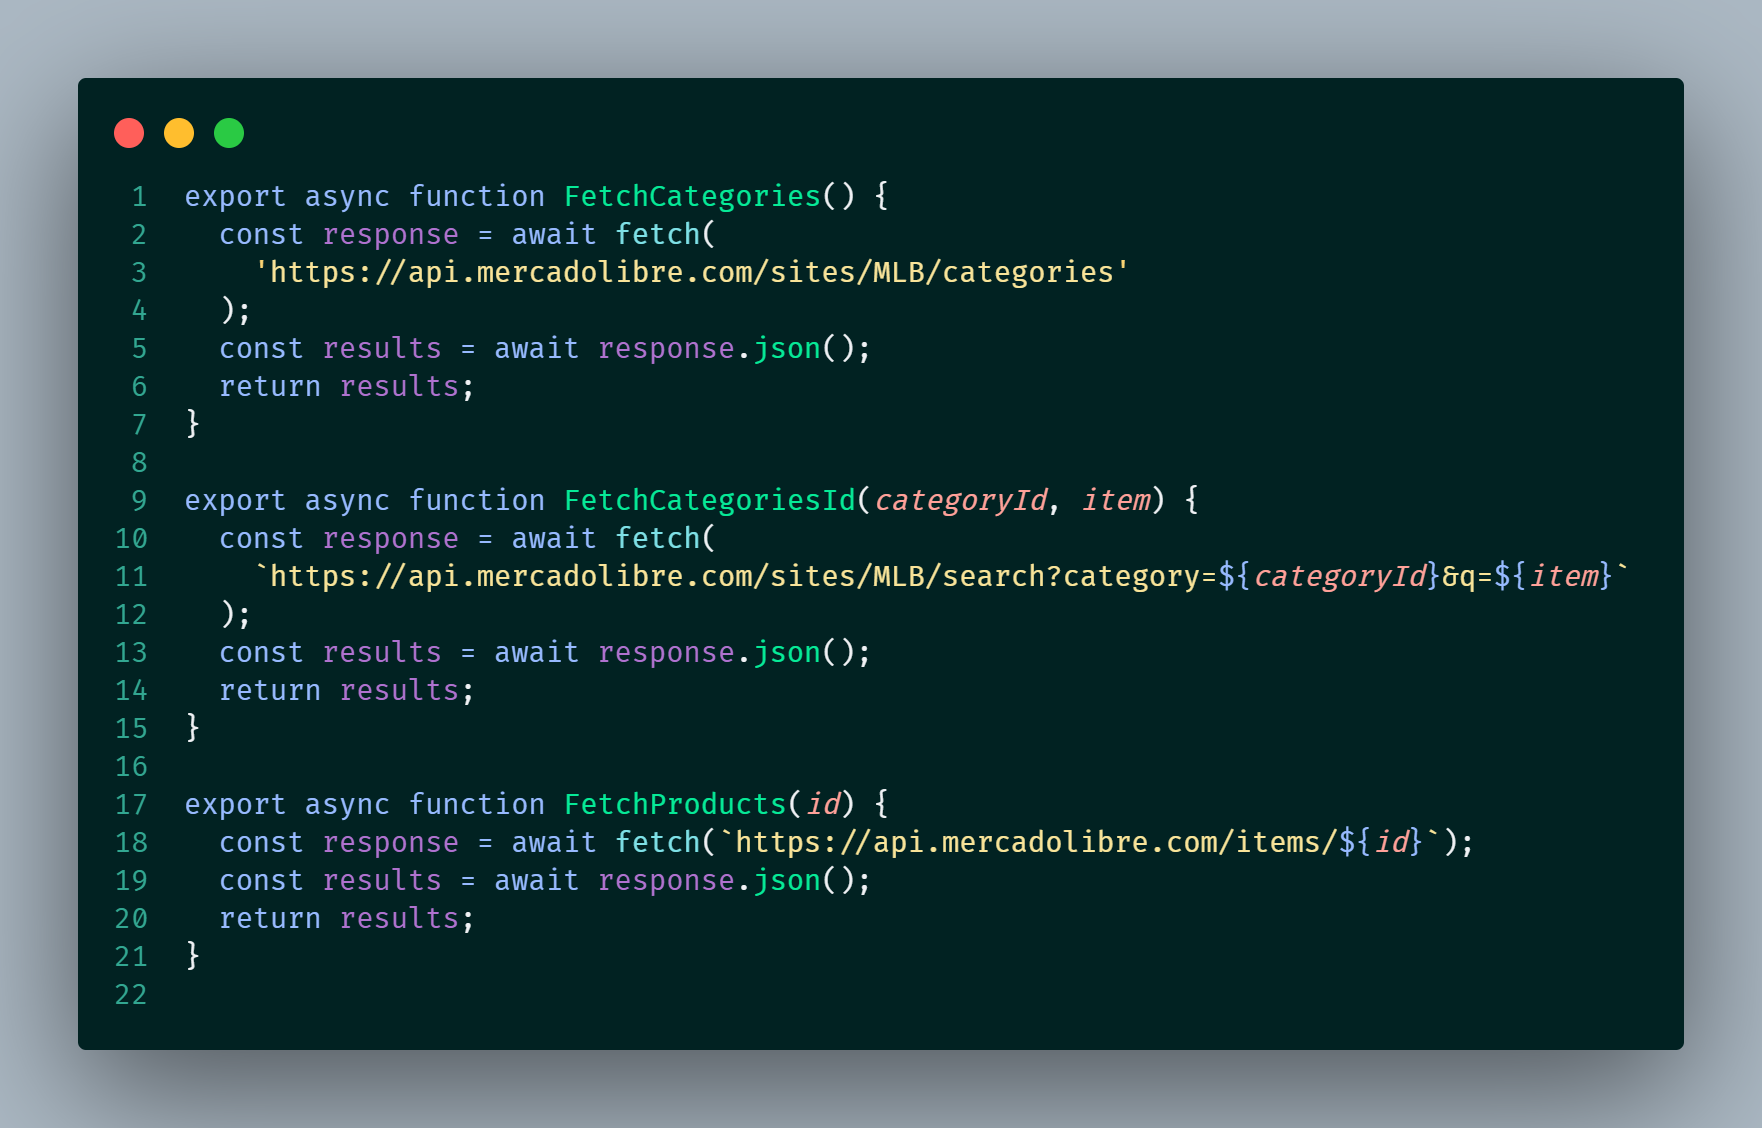 1 export async function FetchCategories() {
2   const response = await fetch(
3     'https://api.mercadolibre.com/sites/MLB/categories'
4   );
5   const results = await response.json();
6   return results;
7 }
8
9 export async function FetchCategoriesId(categoryId, item) {
10   const response = await fetch(
11     `https://api.mercadolibre.com/sites/MLB/search?category=${categoryId}&q=${item}`
12   );
13   const results = await response.json();
14   return results;
15 }
16
17 export async function FetchProducts(id) {
18   const response = await fetch(`https://api.mercadolibre.com/items/${id}`);
19   const results = await response.json();
20   return results;
21 }
22